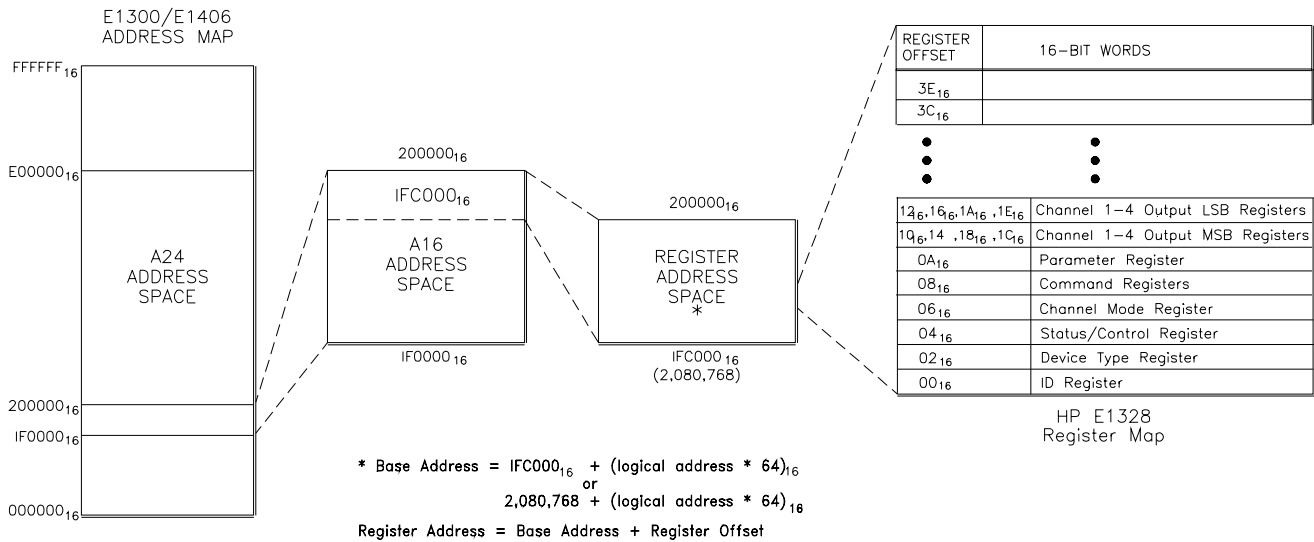 E1300/E1406
ADDRESS MAP
FFFFFF16
E0000016
A24
ADDRESS
SPACE
20000016
IF000016
00000016
20000016
IFC00016
A16
ADDRESS
SPACE
IF000016
20000016
REGISTER
ADDRESS
SPACE
*
IFC00016
(2,080,768)
REGISTER
OFFSET
16-BIT WORDS
3E16
3C16
1216,1616,1A16,1E16 Channel 1-4 Output LSB Registers
1016,14 ,1816,1C16 Channel 1-4 Output MSB Registers
0A16 Parameter Register
0816 Command Registers
0616 Channel Mode Register
0416 Status/Control Register
0216 Device Type Register
0016 ID Register
HP E1328
Register Map
* Base Address = IFC00016 + (logical address * 64)16
or
2,080,768 + (logical address * 64)16
Register Address = Base Address + Register Offset